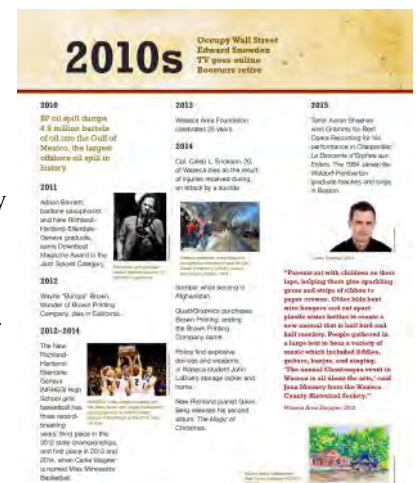 2010s
Occupy Wall Street
Edward Snowden
TV goes online
Boomers retire
2010
BP oil spill dumps
4.9 million barrels
of oil into the Gulf of
Mexico, the largest
offshore oil spill in
history.
2011
Adrian Barnett,
baritone saxophonist
and New Richland-
Hartland-Ellendale-
Geneva graduate,
earns Downbeat
Magazine Award in the
Jazz Soloist Category.
2012
Wayne "Bumps" Brown,
founder of Brown Printing
Company, dies in California.
2012–2014
The New
Richland-
Hartland-
Ellendale-
Geneva
(NRHEG) High
School girls'
basketball has
three record-
breaking
years: third place in the
2012 state championships,
and first place in 2013 and
2014, when Carlie Wagner
is named Miss Minnesota
Basketball.
2013
Waseca Area Foundation
celebrates 25 years.
2014
Cpl. Caleb L. Erickson, 20,
of Waseca dies as the result
of injuries received during
an attack by a suicide
bomber while serving in
Afghanistan.
Quad/Graphics purchases
Brown Printing, ending
the Brown Printing
Company name.
Police find explosive
devices and weapons
in Waseca student John
LaDue's storage locker and
home.
New Richland pianist
Berg releases his second
album, The Magic of
Christmas.
2015
Tenor Aaron Sheehan
wins Grammy for Best
Opera Recording for his
performance in Charpentier:
La Descente d'Orphée aux
Enfers. The 1994 Janesville-
Waldorf-Pemberton
graduate teaches and sings
in Boston.
"Parents sat with children on their
laps, helping them glue sparkling
gems and strips of ribbon to
paper crowns. Older kids bent
wire hangers and cut apart
plastic water bottles to create a
new animal that is half bird and
half monkey. People gathered in
a large tent to hear a variety of
music which included fiddles,
guitars, banjos, and singing.
'The annual Chautauqua event in
Waseca is all about the arts,' said
Joan Mooney from the Waseca
County Historical Society."
Waseca Area Shopper, 2013